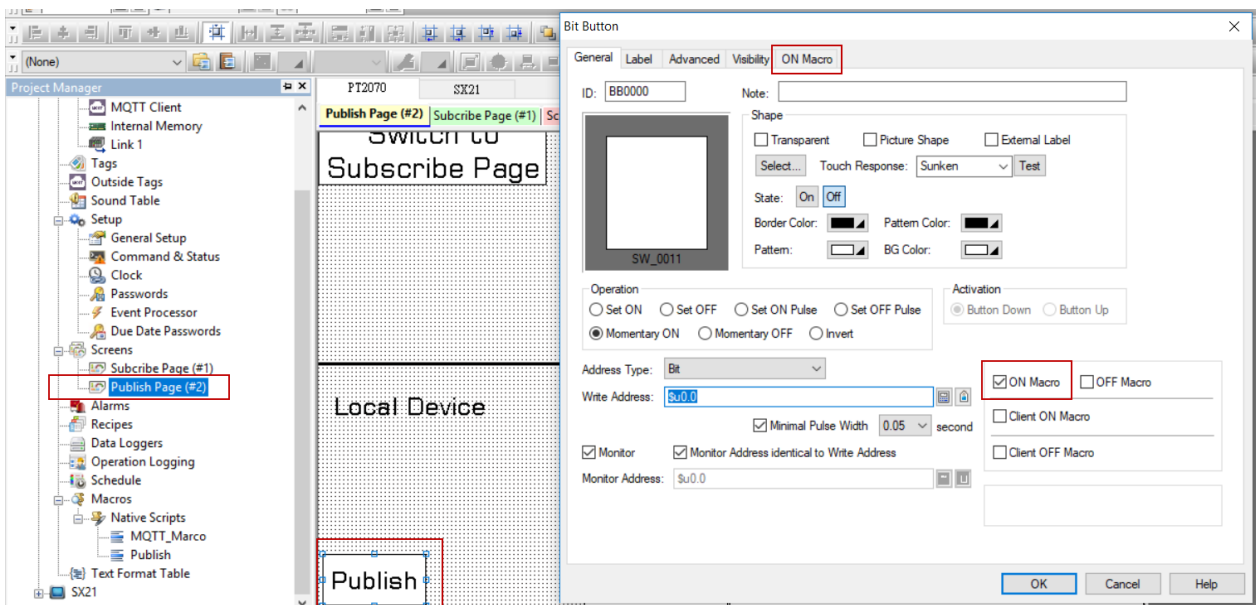 (None)
Project Manager
MQTT Client
Internal Memory
Link 1
Tags
Outside Tags
Sound Table
Setup
General Setup
Command & Status
Clock
Passwords
Event Processor
Due Date Passwords
Screens
Subcribe Page (#1)
Publish Page (#2)
Alarms
Recipes
Data Loggers
Operation Logging
Schedule
Macros
Native Scripts
MQTT_Marco
Publish
Text Format Table
SX21
PT2070 SX21
Publish Page (#2) Subcribe Page (#1) Sc
Switch to
Subscribe Page
Local Device
Publish
Bit Button
General Label Advanced Visibility ON Macro
ID: BB0000 Note:
SW_0011
Shape
Transparent Picture Shape External Label
Select... Touch Response: Sunken Test
State: On Off
Border Color: Pattern Color:
Pattern: BG Color:
Operation
Set ON Set OFF Set ON Pulse Set OFF Pulse
Momentary ON Momentary OFF Invert
Activation
Button Down Button Up
Address Type: Bit
Write Address: $u0.0
Minimal Pulse Width 0.05 second
Monitor Monitor Address identical to Write Address
Monitor Address: $u0.0
ON Macro OFF Macro
Client ON Macro
Client OFF Macro
OK Cancel Help